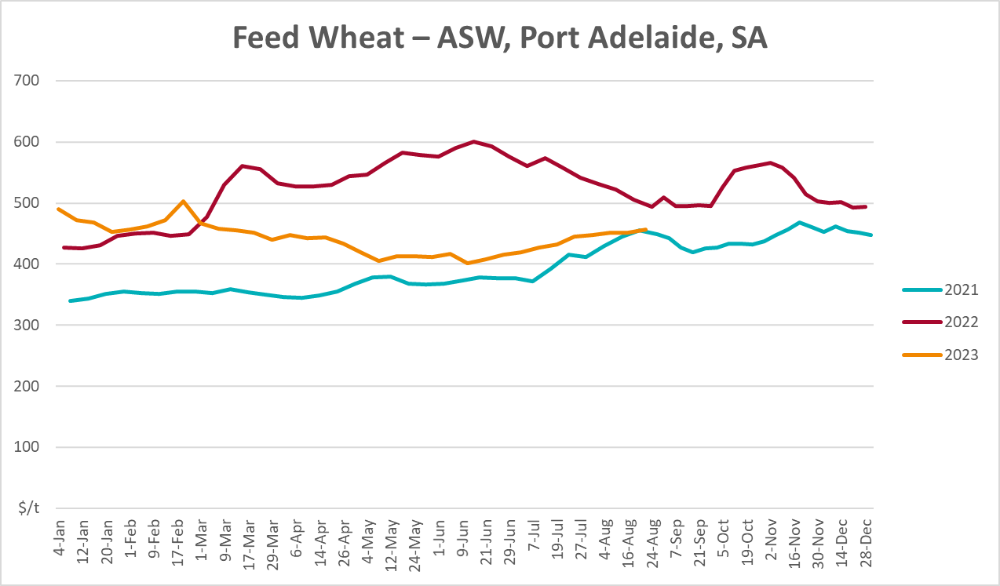 Feed Wheat – ASW, Port Adelaide, SA
700
600
500
400
300
200
100
$/t
4-Jan
12-Jan
20-Jan
1-Feb
9-Feb
17-Feb
1-Mar
9-Mar
17-Mar
29-Mar
6-Apr
14-Apr
26-Apr
4-May
12-May
24-May
1-Jun
9-Jun
21-Jun
29-Jun
7-Jul
19-Jul
27-Jul
4-Aug
16-Aug
24-Aug
7-Sep
21-Sep
5-Oct
19-Oct
2-Nov
16-Nov
30-Nov
14-Dec
28-Dec
2021
2022
2023